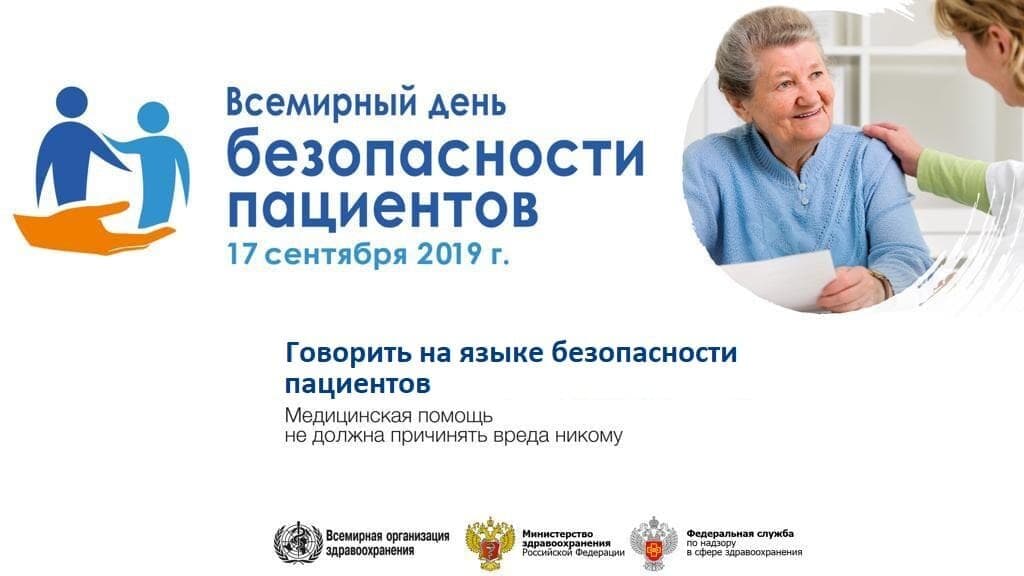 Всемирный день
безопасности
пациентов
17 сентября 2019 г.
Говорить на языке безопасности
пациентов
Медицинская помощь
не должна причинять вреда никому
Всемирная организация
здравоохранения
Министерство
здравоохранения
Российской Федерации
Федеральная служба
по надзору
в сфере здравоохранения